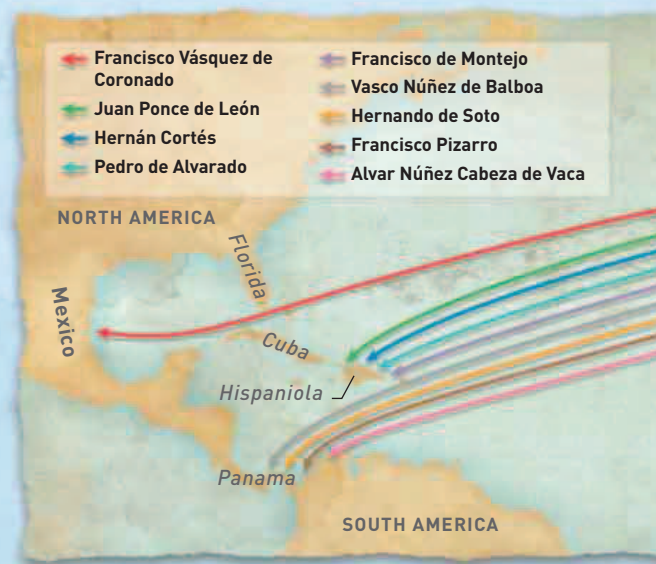 Francisco Vásquez de
Coronado
Juan Ponce de León
Hernán Cortés
Pedro de Alvarado
Francisco de Montejo
Vasco Núñez de Balboa
Hernando de Soto
Francisco Pizarro
Alvar Núñez Cabeza de Vaca
NORTH AMERICA
Florida
Mexico
Cuba
Hispaniola
Panama
SOUTH AMERICA